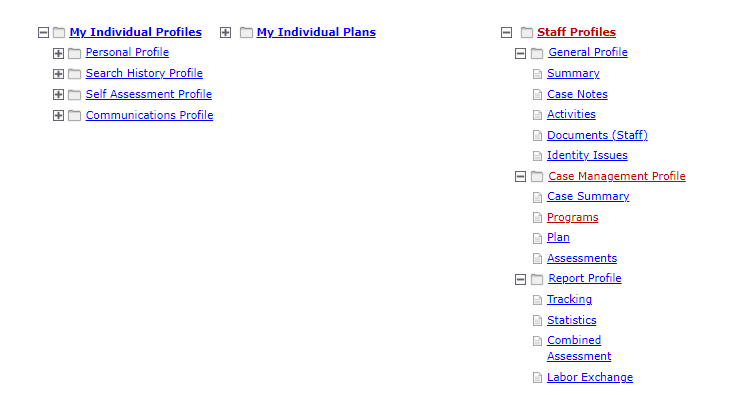 My Individual Profiles
Personal Profile
Search History Profile
Self Assessment Profile
Communications Profile
My Individual Plans
Staff Profiles
General Profile
Summary
Case Notes
Activities
Documents (Staff)
Identity Issues
Case Management Profile
Case Summary
Programs
Plan
Assessments
Report Profile
Tracking
Statistics
Combined
Assessment
Labor Exchange